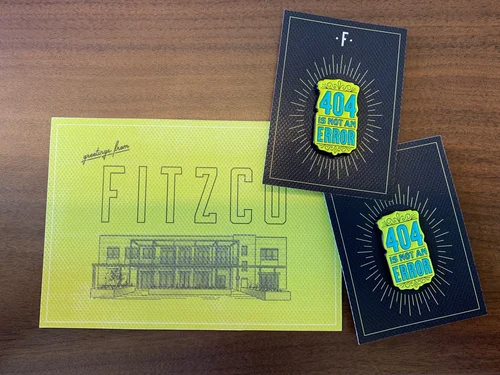 greetings from
FITZCO
·F·
404
IS NOT AN
ERROR
404
IS NOT AN
ERROR